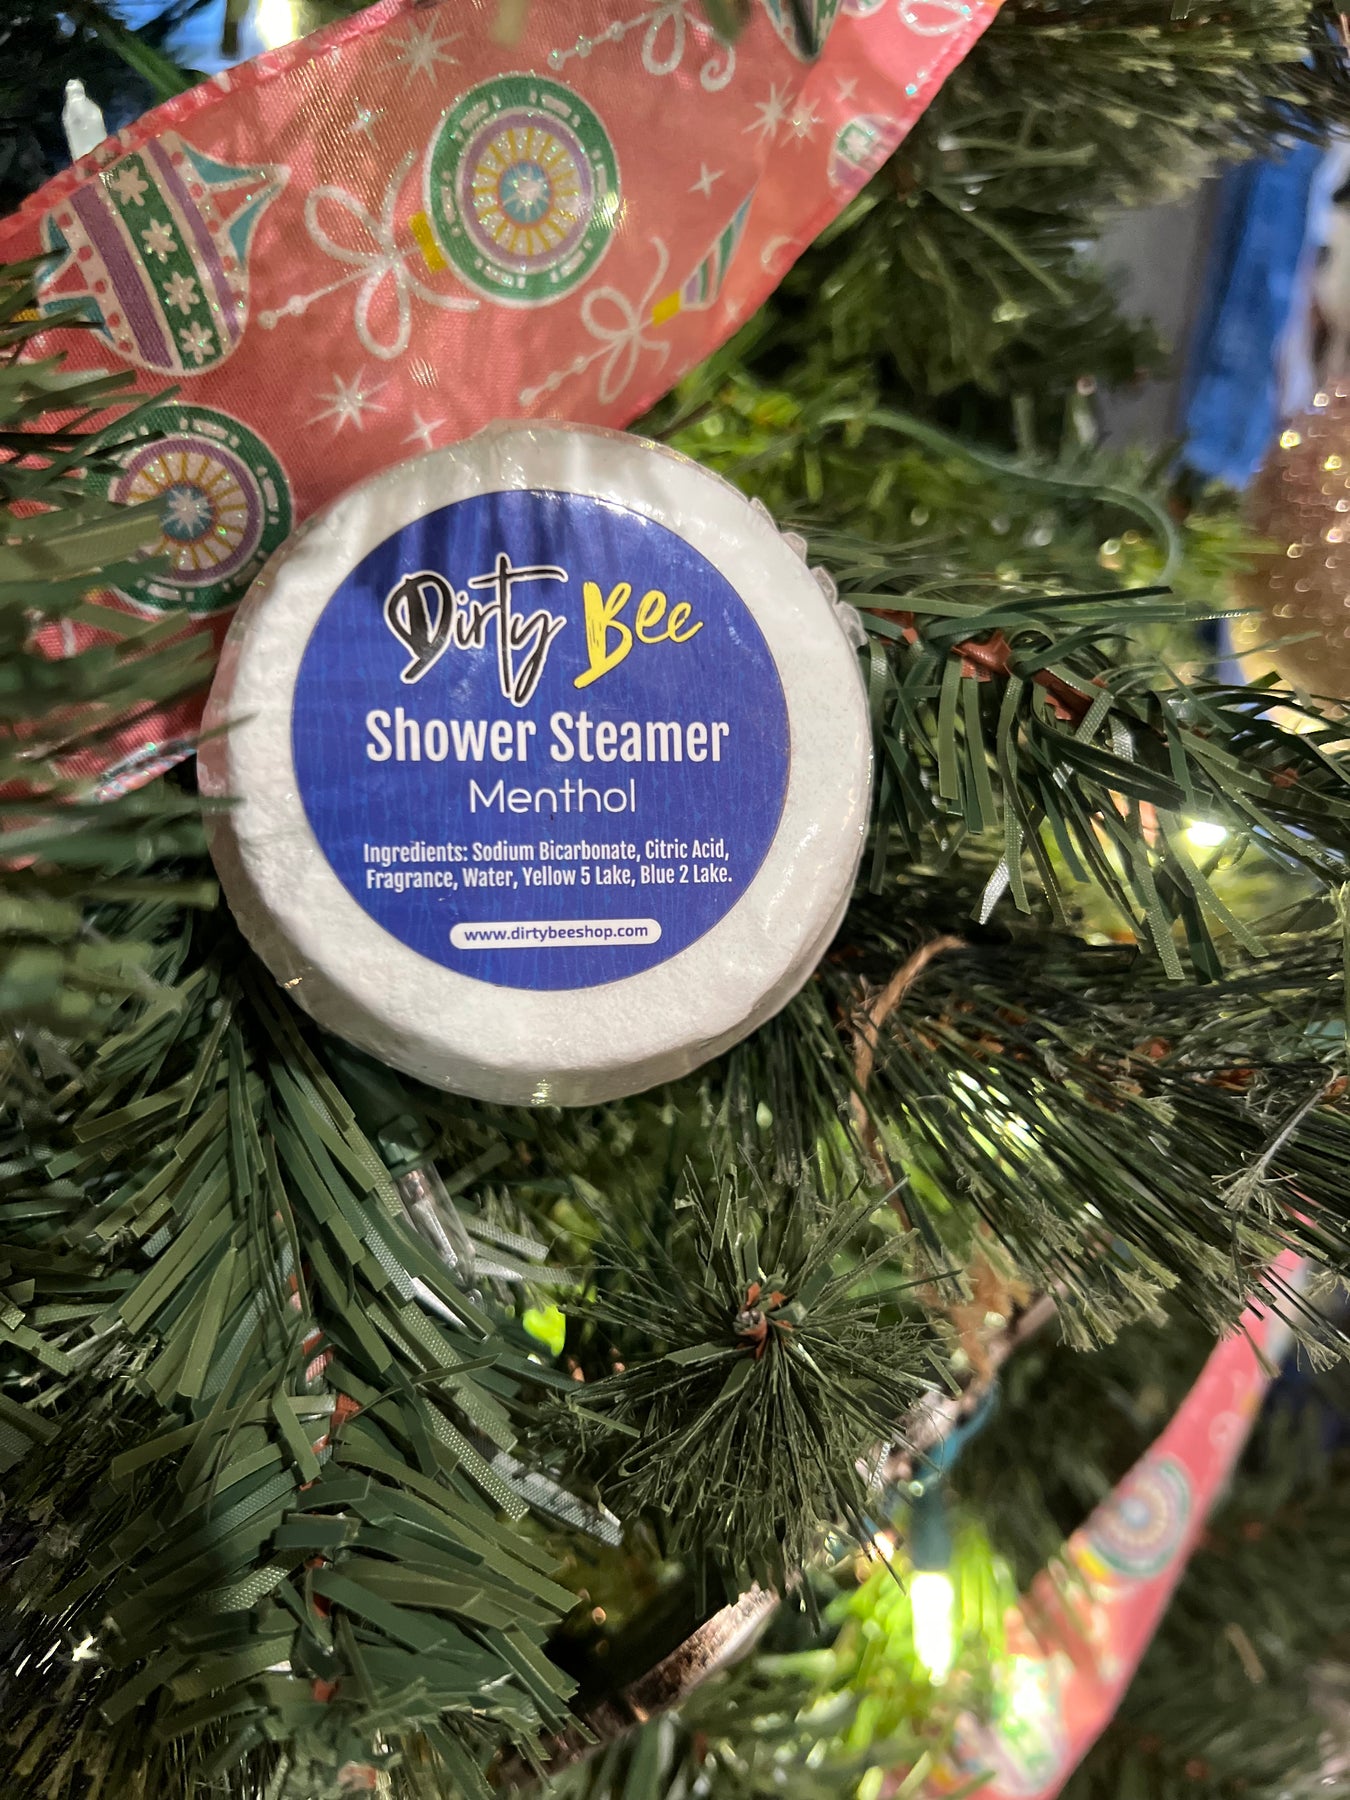 Dirty Bee
Shower Steamer
Menthol
Ingredients: Sodium Bicarbonate, Citric Acid,
Fragrance, Water, Yellow 5 Lake, Blue 2 Lake.
www.dirtybeeshop.com